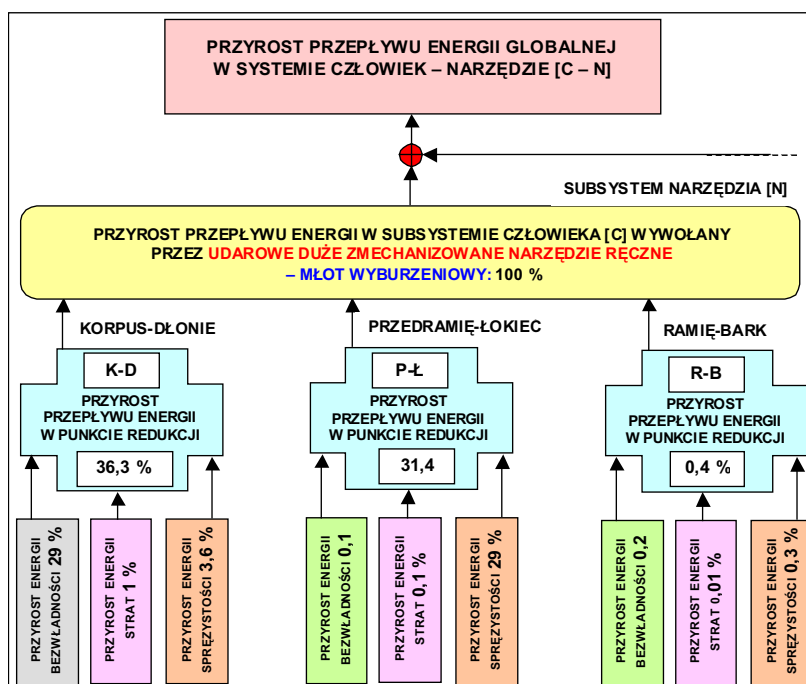 PRZYROST PRZEPŁYWU ENERGII GLOBALNEJ
W SYSTEMIE CZŁOWIEK – NARZĘDZIE [C – N]
SUBSYSTEM NARZĘDZIA [N]
PRZYROST PRZEPŁYWU ENERGII W SUBSYSTEMIE CZŁOWIEKA [C] WYWOŁANY
PRZEZ UDAROWE DUŻE ZMECHANIZOWANE NARZĘDZIE RĘCZNE
– MŁOT WYBURZENIOWY: 100 %
KORPUS-DŁONIE
K-D
PRZYROST
PRZEPŁYWU ENERGII
W PUNKCIE REDUKCJI
36,3 %
PRZEDRAMIĘ-ŁOKIEC
P-Ł
PRZYROST
PRZEPŁYWU ENERGII
W PUNKCIE REDUKCJI
31,4
RAMIĘ-BARK
R-B
PRZYROST
PRZEPŁYWU ENERGII
W PUNKCIE REDUKCJI
0,4 %
PRZYROST ENERGII
BEZWŁADNOŚCI 29 %
PRZYROST ENERGII
STRAT 1 %
PRZYROST ENERGII
SPRĘZYSTOŚCI 3,6 %
PRZYROST ENERGII
BEZWŁADNOŚCI 0,1
PRZYROST ENERGII
STRAT 0,1 %
PRZYROST ENERGII
SPRĘZYSTOŚCI 29 %
PRZYROST ENERGII
BEZWŁADNOŚCI 0,2
PRZYROST ENERGII
STRAT 0,01 %
PRZYROST ENERGII
SPRĘZYSTOŚCI 0,3 %